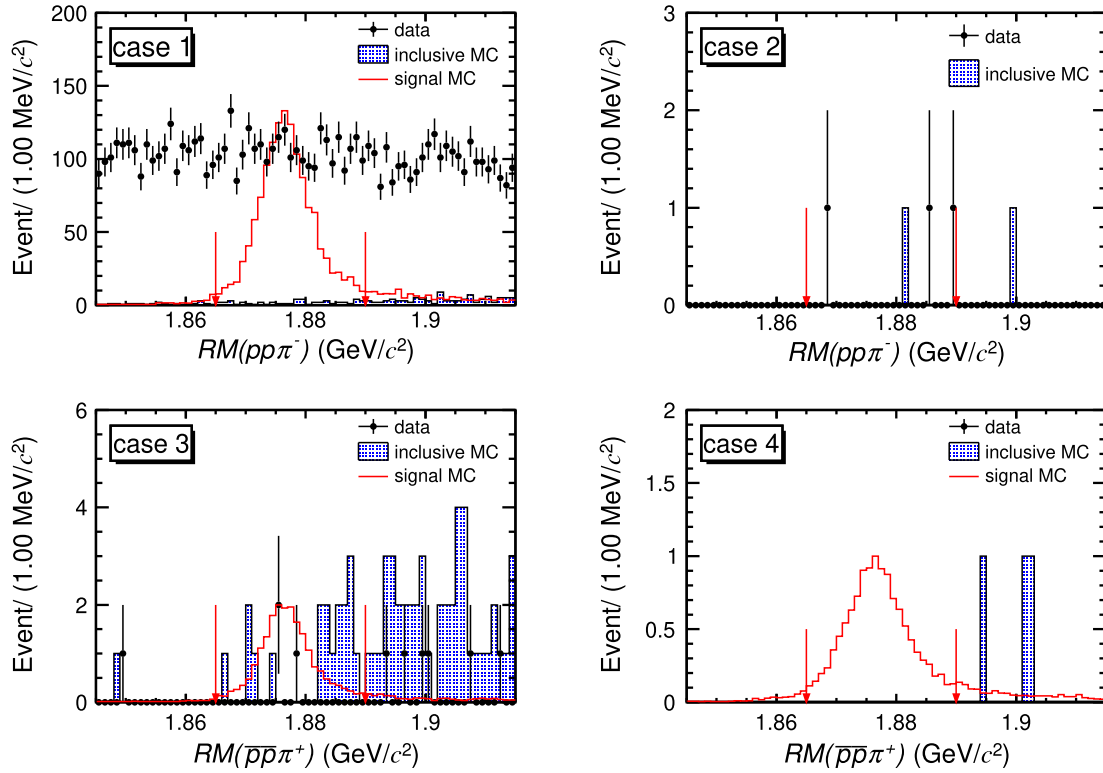 case 1
data
inclusive MC
signal MC
200
150
100
50
0
Event/ (1.00 MeV/c²)
1.86
1.88
1.9
RM(ppπ⁻) (GeV/c²)
case 2
data
inclusive MC
3
2
1
0
Event/ (1.00 MeV/c²)
1.86
1.88
1.9
RM(ppπ⁻) (GeV/c²)
case 3
data
inclusive MC
signal MC
6
4
2
0
Event/ (1.00 MeV/c²)
1.86
1.88
1.9
RM(p̅p̅π⁺) (GeV/c²)
case 4
data
inclusive MC
signal MC
2
1.5
1
0.5
0
Event/ (1.00 MeV/c²)
1.86
1.88
1.9
RM(p̅p̅π⁺) (GeV/c²)